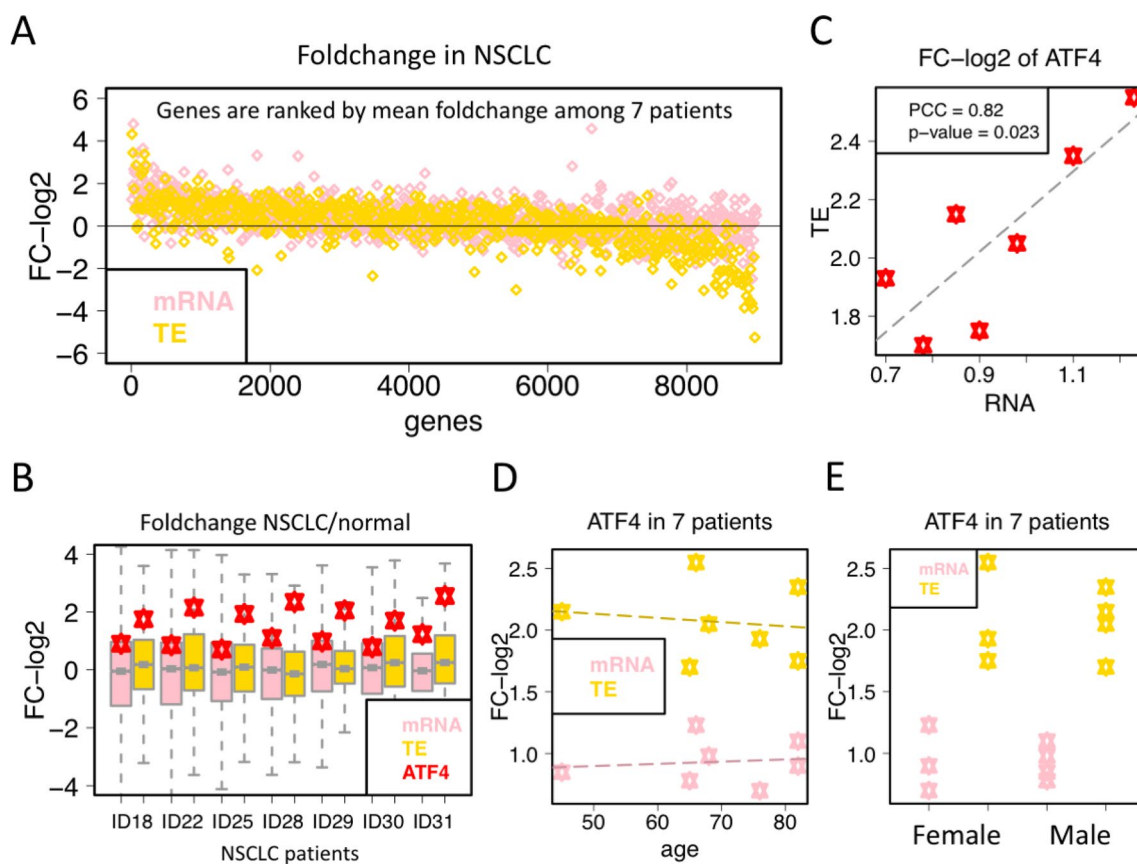 A
Foldchange in NSCLC
Genes are ranked by mean foldchange among 7 patients
FC−log2
6
4
2
0
−2
−4
−6
mRNA
TE
0
2000
4000
6000
8000
genes
C
FC−log2 of ATF4
PCC = 0.82
p−value = 0.023
TE
2.4
2.2
2.0
1.8
0.7
0.9
1.1
RNA
B
Foldchange NSCLC/normal
FC−log2
4
2
0
−2
−4
mRNA
TE
ATF4
ID18
ID22
ID25
ID28
ID29
ID30
ID31
NSCLC patients
D
ATF4 in 7 patients
FC−log2
2.5
2.0
1.5
1.0
mRNA
TE
50
60
70
80
age
E
ATF4 in 7 patients
mRNA
TE
FC−log2
2.5
2.0
1.5
1.0
Female
Male